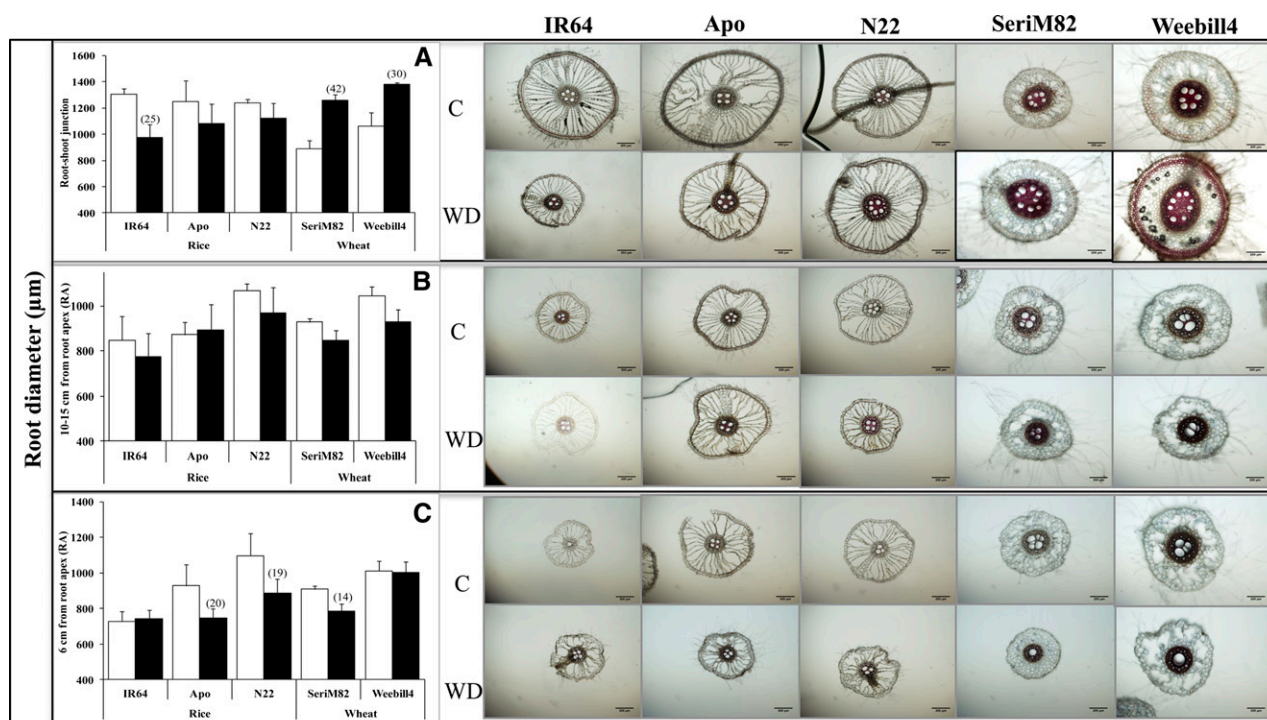 IR64 Apo N22 SeriM82 Weebill4
Root diameter (µm)
A
Root-shoot junction
1600
1400
1200
1000
800
600
400
(25)
(42)
(30)
IR64 Apo N22 SeriM82 Weebill4
Rice Wheat
C
WD
B
10-15 cm from root apex (RA)
1000
800
600
400
IR64 Apo N22 SeriM82 Weebill4
Rice Wheat
C
WD
C
6 cm from root apex (RA)
1400
1200
1000
800
600
400
(20)
(19)
(14)
IR64 Apo N22 SeriM82 Weebill4
Rice Wheat
C
WD